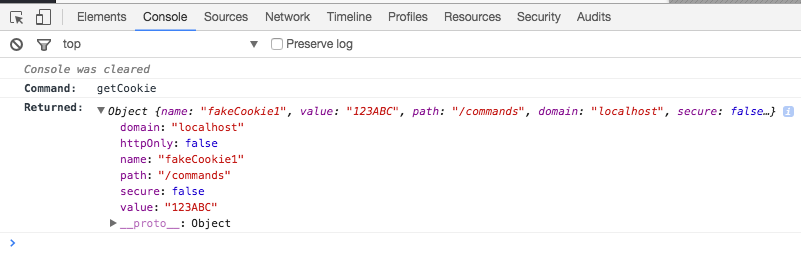 Elements Console Sources Network Timeline Profiles Resources Security Audits
top Preserve log
Console was cleared
Command: getCookie
Returned: Object {name: "fakeCookie1", value: "123ABC", path: "/commands", domain: "localhost", secure: false…} i
domain: "localhost"
httpOnly: false
name: "fakeCookie1"
path: "/commands"
secure: false
value: "123ABC"
__proto__: Object